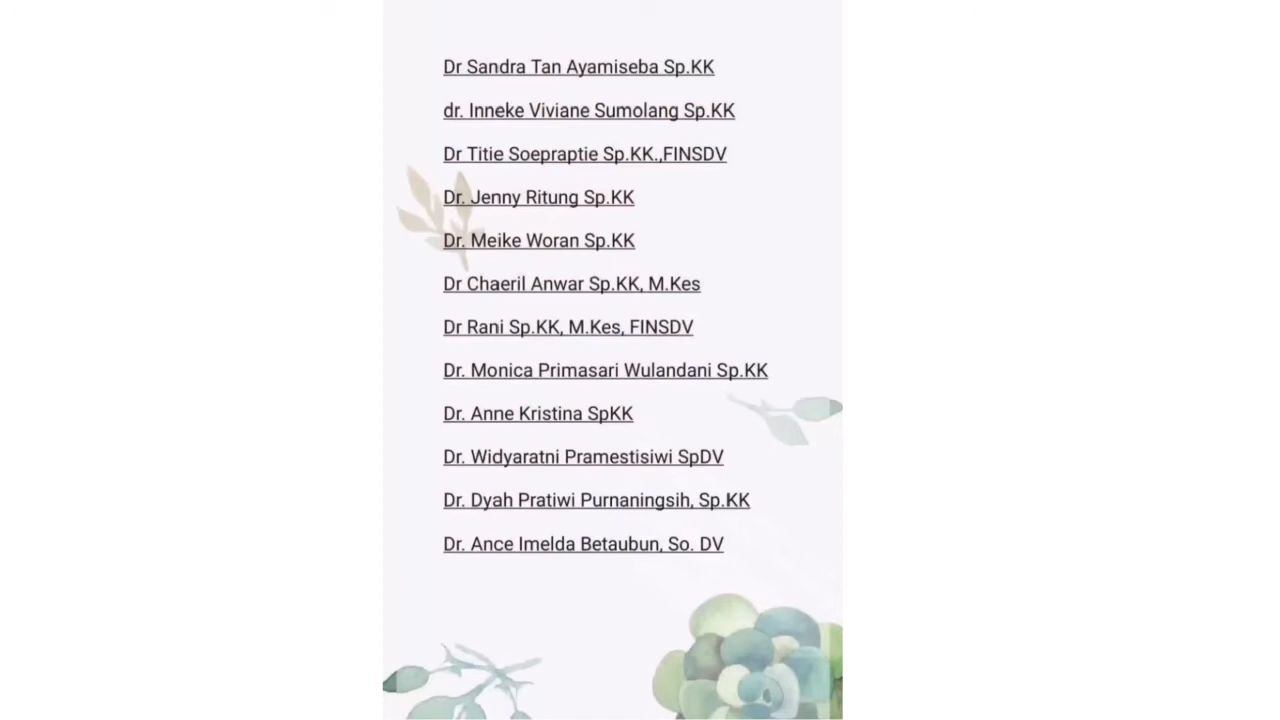 Dr Sandra Tan Ayamiseba Sp.KK
dr. Inneke Viviane Sumolang Sp.KK
Dr Titie Soepraptie Sp.KK.,FINSDV
Dr. Jenny Ritung Sp.KK
Dr. Meike Woran Sp.KK
Dr Chaeril Anwar Sp.KK, M.Kes
Dr Rani Sp.KK, M.Kes, FINSDV
Dr. Monica Primasari Wulandani Sp.KK
Dr. Anne Kristina SpKK
Dr. Widyaratni Pramestisiwi SpDV
Dr. Dyah Pratiwi Purnaningsih, Sp.KK
Dr. Ance Imelda Betaubun, So. DV